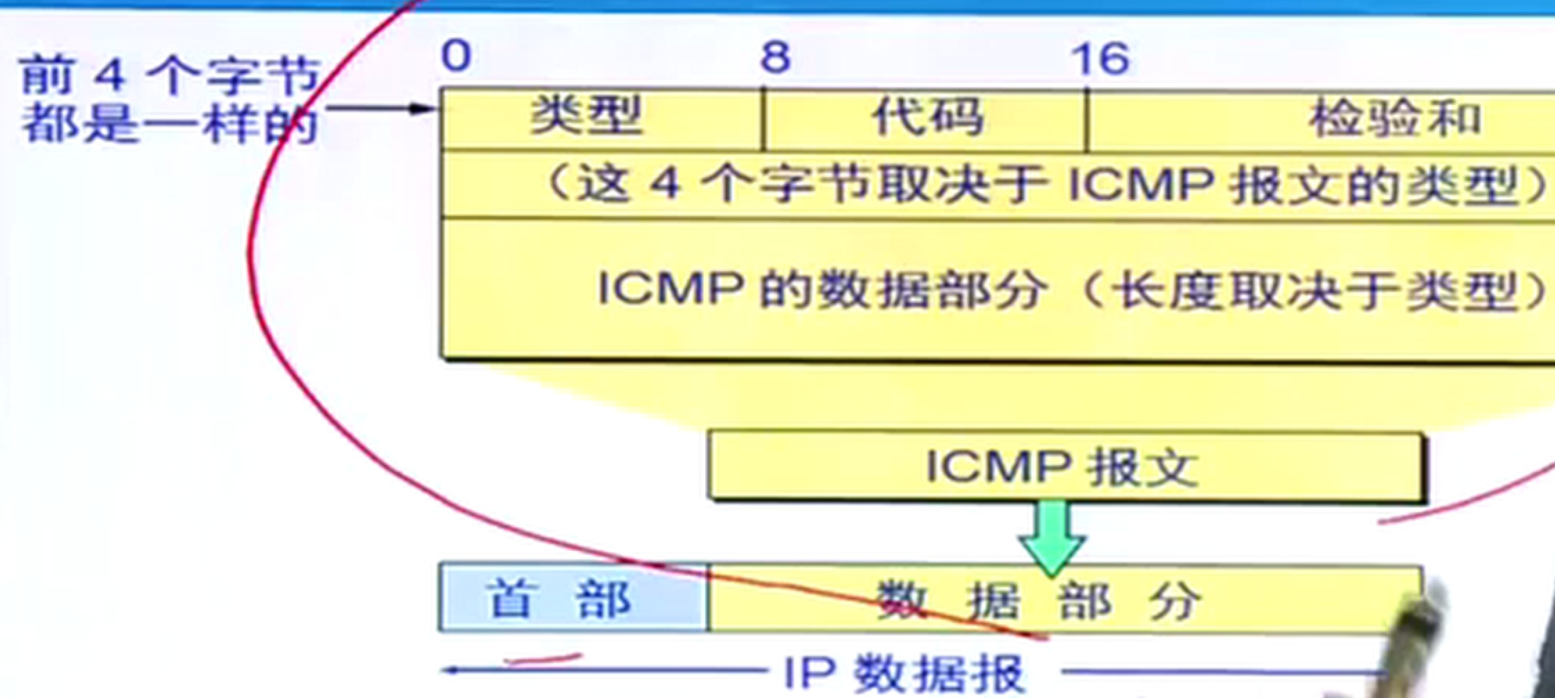 0 8 16
前 4 个字节
都是一样的
类型 代码 检验和
（这 4 个字节取决于 ICMP 报文的类型）
ICMP 的数据部分（长度取决于类型）
ICMP 报文
首 部 数 据 部 分
IP 数据报